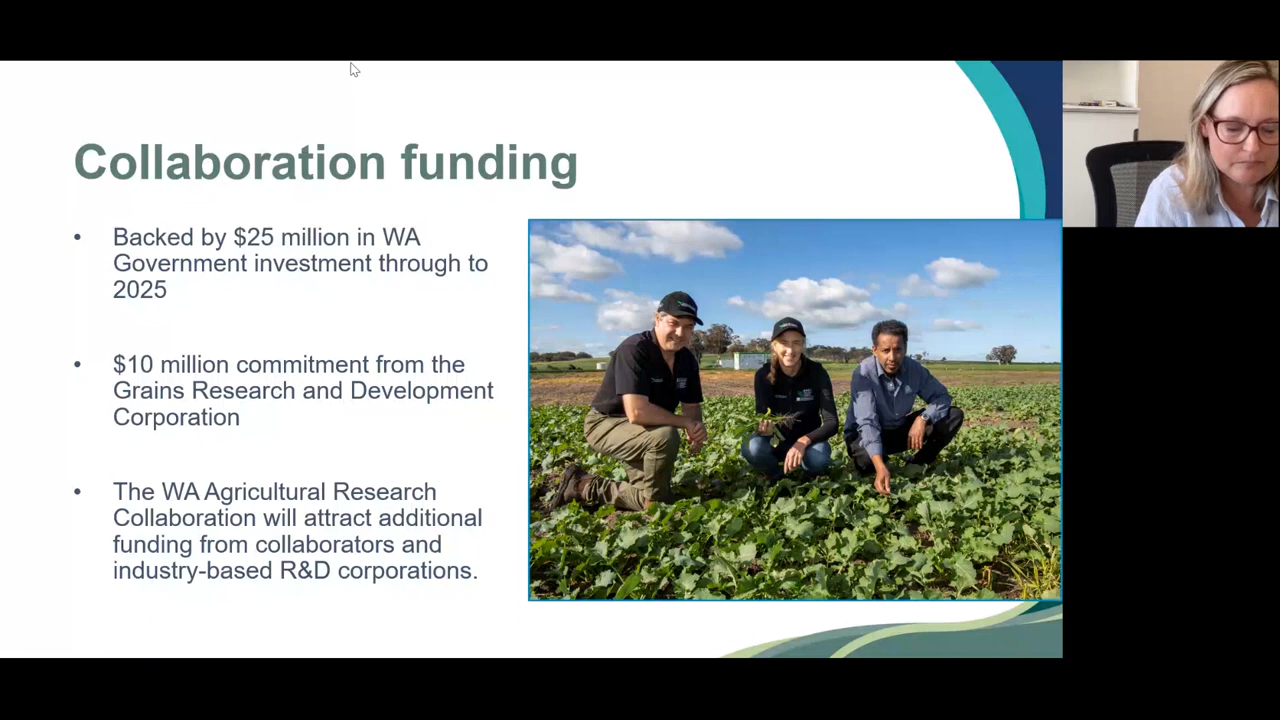 Collaboration funding
• Backed by $25 million in WA
Government investment through to
2025
• $10 million commitment from the
Grains Research and Development
Corporation
• The WA Agricultural Research
Collaboration will attract additional
funding from collaborators and
industry-based R&D corporations.